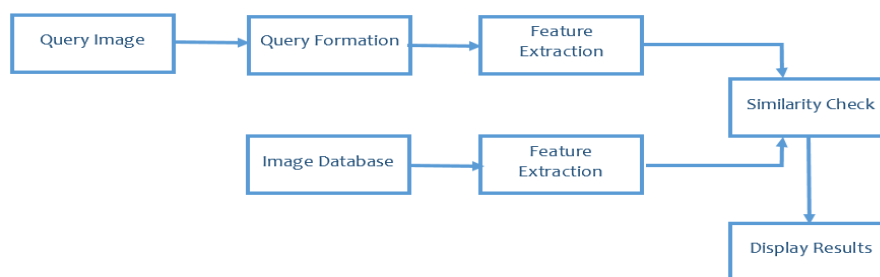 Query Image
Query Formation
Feature
Extraction
Similarity Check
Image Database
Feature
Extraction
Display Results